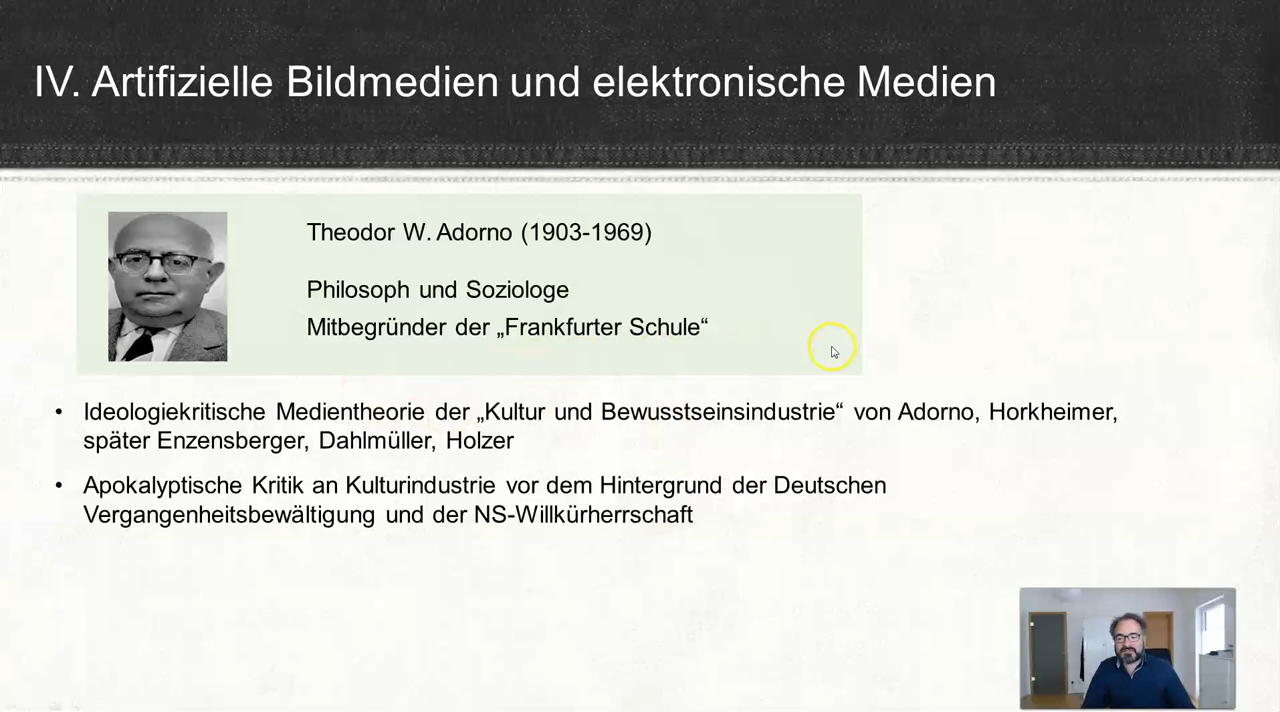 IV. Artifizielle Bildmedien und elektronische Medien
Theodor W. Adorno (1903-1969)
Philosoph und Soziologe
Mitbegründer der „Frankfurter Schule“
• Ideologiekritische Medientheorie der „Kultur und Bewusstseinsindustrie“ von Adorno, Horkheimer,
später Enzensberger, Dahlmüller, Holzer
• Apokalyptische Kritik an Kulturindustrie vor dem Hintergrund der Deutschen
Vergangenheitsbewältigung und der NS-Willkürherrschaft